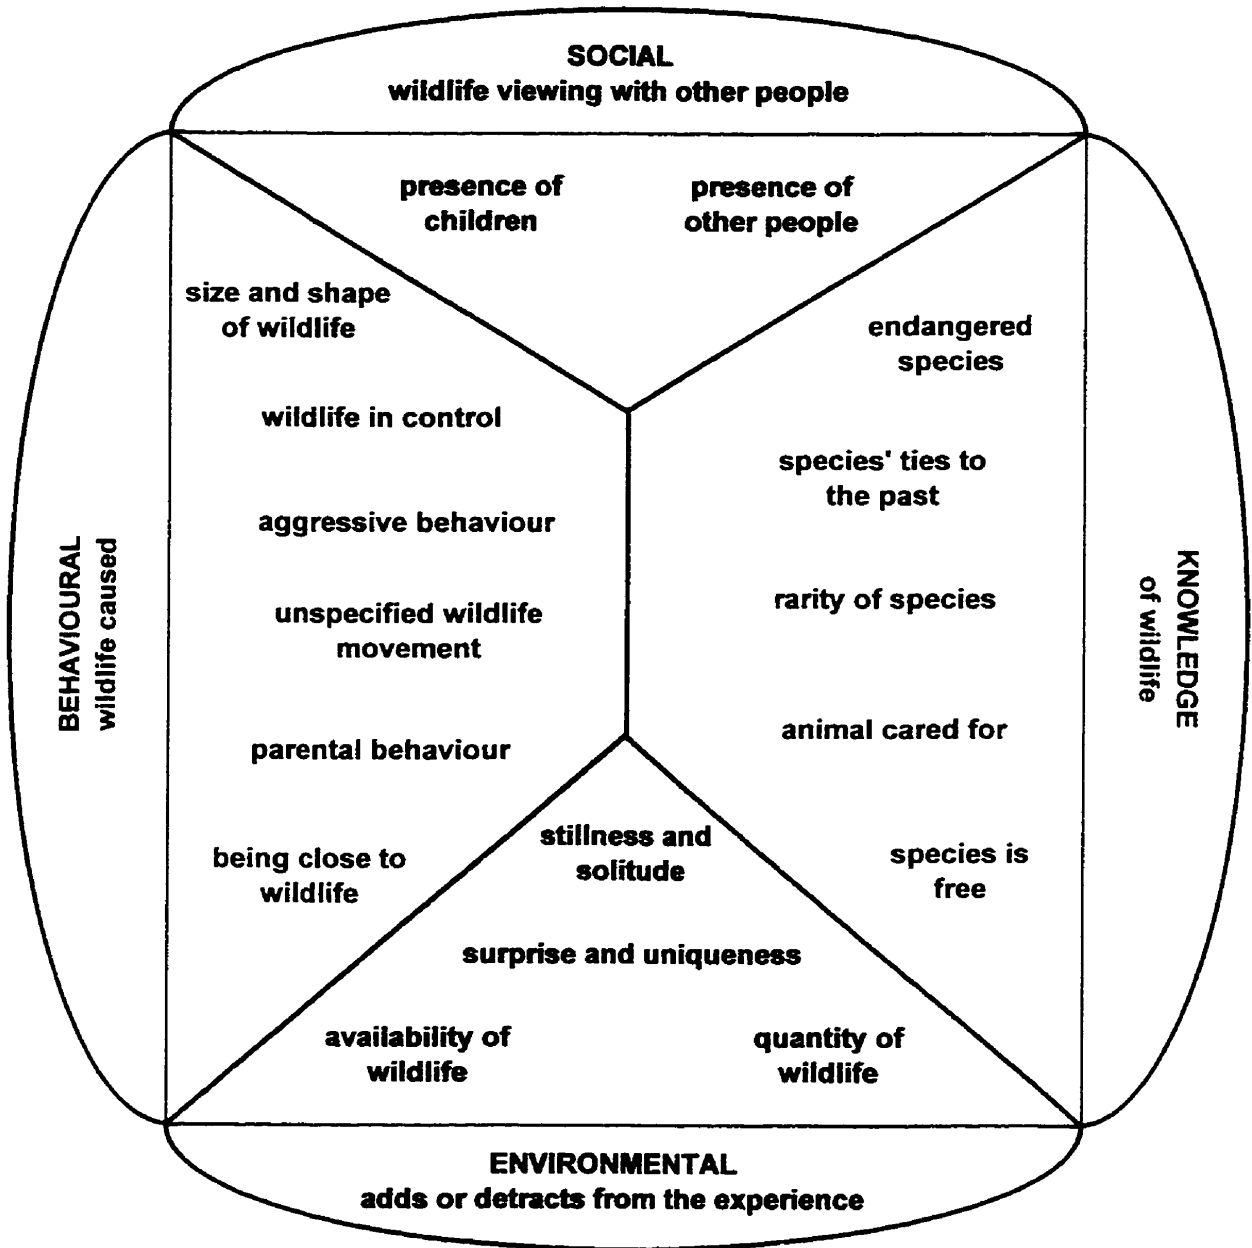 SOCIAL
wildlife viewing with other people
presence of
children
presence of
other people
size and shape
of wildlife
wildlife in control
aggressive behaviour
unspecified wildlife
movement
parental behaviour
being close to
wildlife
endangered
species
species' ties to
the past
rarity of species
animal cared for
species is
free
stillness and
solitude
surprise and uniqueness
availability of
wildlife
quantity of
wildlife
BEHAVIOURAL
wildlife caused
KNOWLEDGE
of wildlife
ENVIRONMENTAL
adds or detracts from the experience